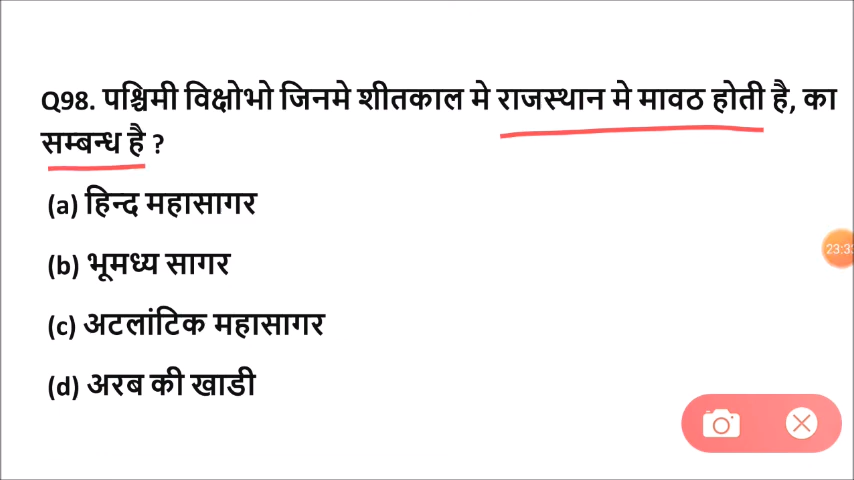 Q98. पश्चिमी विक्षोभो जिनमे शीतकाल मे राजस्थान मे मावठ होती है, का
सम्बन्ध है ?
(a) हिन्द महासागर
(b) भूमध्य सागर
(c) अटलांटिक महासागर
(d) अरब की खाडी